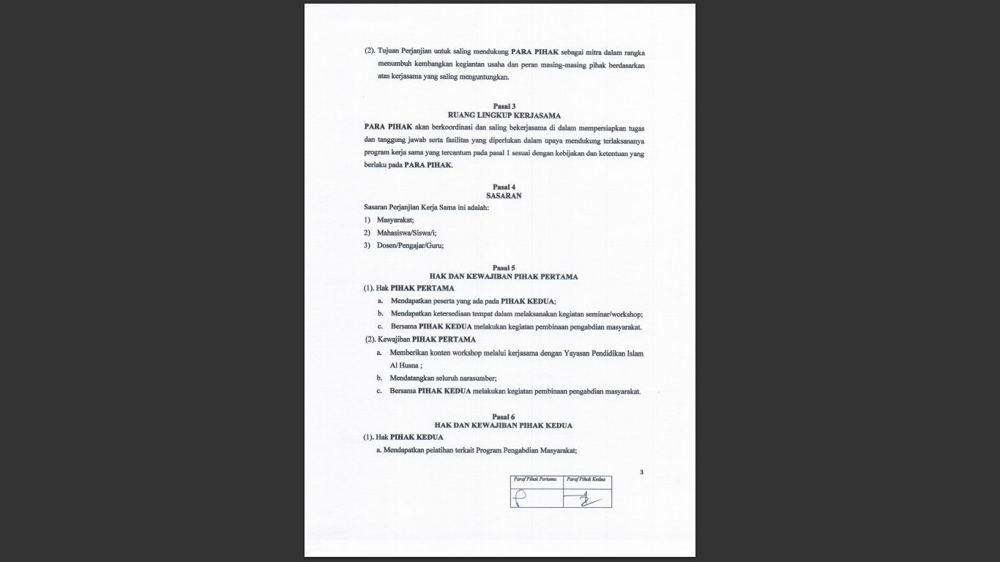 (2). Tujuan Perjanjian untuk saling mendukung PARA PIHAK sebagai mitra dalam rangka
menumbuh kembangkan kegiantan usaha dan peran masing-masing pihak berdasarkan
atas kerjasama yang saling menguntungkan.
Pasal 3
RUANG LINGKUP KERJASAMA
PARA PIHAK akan berkoordinasi dan saling bekerjasama di dalam mempersiapkan tugas
dan tanggung jawab serta fasilitas yang diperlukan dalam upaya mendukung terlaksananya
program kerja sama yang tercantum pada pasal 1 sesuai dengan kebijakan dan ketentuan yang
berlaku pada PARA PIHAK.
Pasal 4
SASARAN
Sasaran Perjanjian Kerja Sama ini adalah:
1) Masyarakat;
2) Mahasiswa/Siswa/i;
3) Dosen/Pengajar/Guru;
Pasal 5
HAK DAN KEWAJIBAN PIHAK PERTAMA
(1). Hak PIHAK PERTAMA
a. Mendapatkan peserta yang ada pada PIHAK KEDUA;
b. Mendapatkan ketersediaan tempat dalam melaksanakan kegiatan seminar/workshop;
c. Bersama PIHAK KEDUA melakukan kegiatan pembinaan pengabdian masyarakat.
(2). Kewajiban PIHAK PERTAMA
a. Memberikan konten workshop melalui kerjasama dengan Yayasan Pendidikan Islam
Al Husna ;
b. Mendatangkan seluruh narasumber;
c. Bersama PIHAK KEDUA melakukan kegiatan pembinaan pengabdian masyarakat.
Pasal 6
HAK DAN KEWAJIBAN PIHAK KEDUA
(1). Hak PIHAK KEDUA
a. Mendapatkan pelatihan terkait Program Pengabdian Masyarakat;
3
Paraf Pihak Pertama Paraf Pihak Kedua